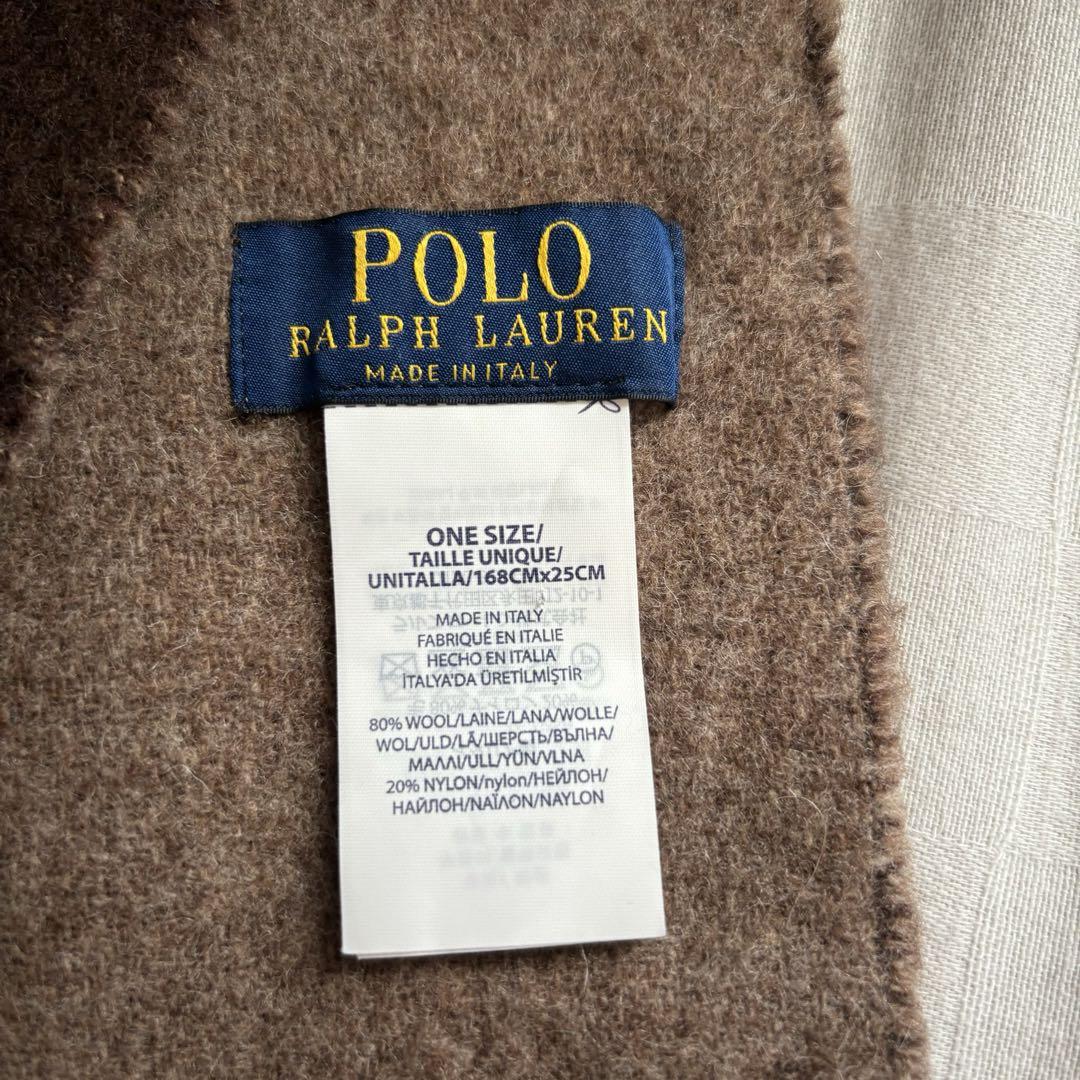 POLO
RALPH LAUREN
MADE IN ITALY
ONE SIZE/
TAILLE UNIQUE/
UNITALLA/168CMx25CM
MADE IN ITALY
FABRIQUÉ EN ITALIE
HECHO EN ITALIA
İTALYA'DA ÜRETİLMİŞTİR
80% WOOL/LAINE/LANA/WOLLE/
WOL/ULD/LÃ/ШЕРСТЬ/ВЪЛНА/
ΜΑΛΛΙ/ULL/YÜN/VLNA
20% NYLON/nylon/НЕЙЛОН/
НАЙЛОН/ΝΑΪΛΟΝ/NAYLON